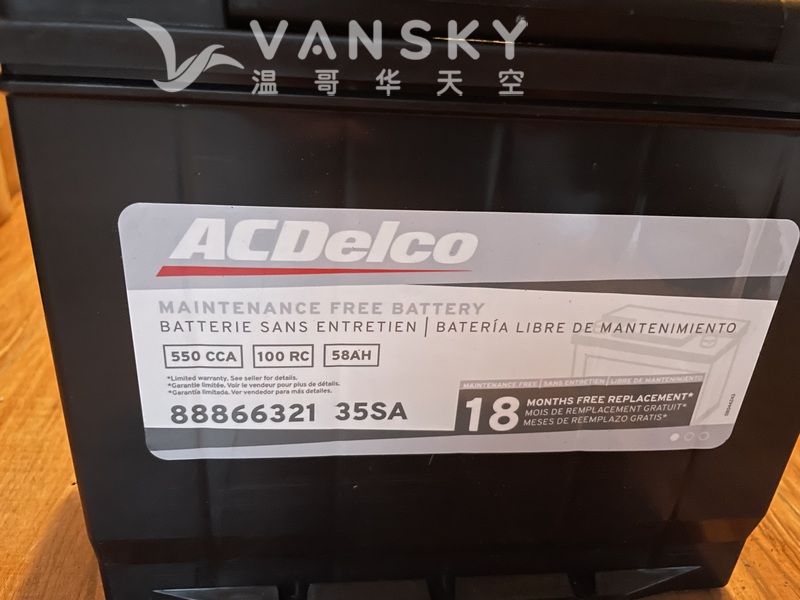 VANSKY
温哥华天空
ACDelco
MAINTENANCE FREE BATTERY
BATTERIE SANS ENTRETIEN | BATERÍA LIBRE DE MANTENIMIENTO
550 CCA 100 RC 58AH
*Limited warranty. See seller for details.
*Garantie limitée. Voir le vendeur pour plus de détails.
*Garantía limitada. Ver vendedor para más detalles.
88866321 35SA
MAINTENANCE FREE | SANS ENTRETIEN | LIBRE DE MANTENIMIENTO
18 MONTHS FREE REPLACEMENT*
MOIS DE REMPLACEMENT GRATUIT*
MESES DE REEMPLAZO GRATIS*